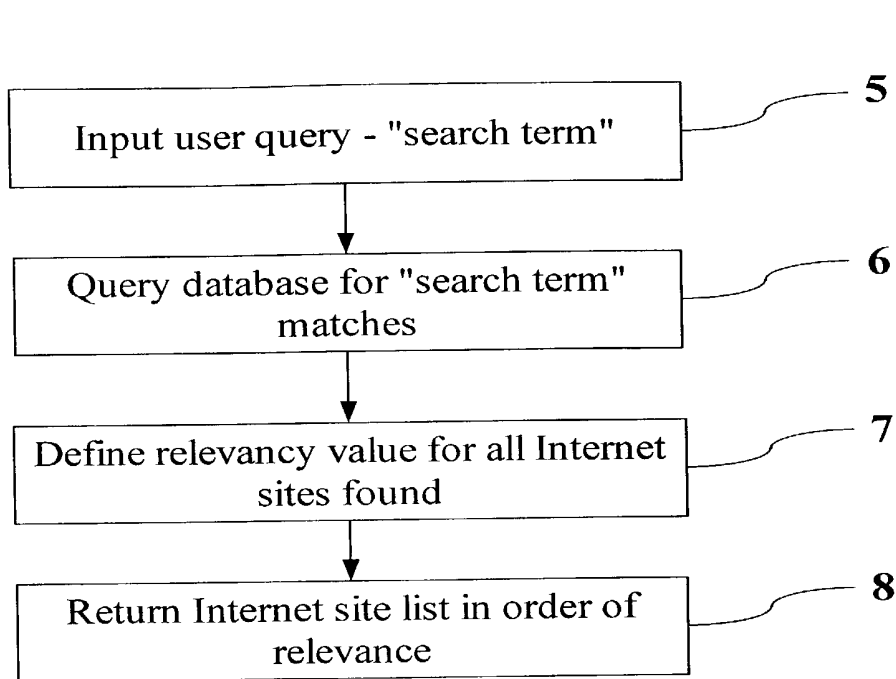 5
Input user query - "search term"
6
Query database for "search term"
matches
7
Define relevancy value for all Internet
sites found
8
Return Internet site list in order of
relevance